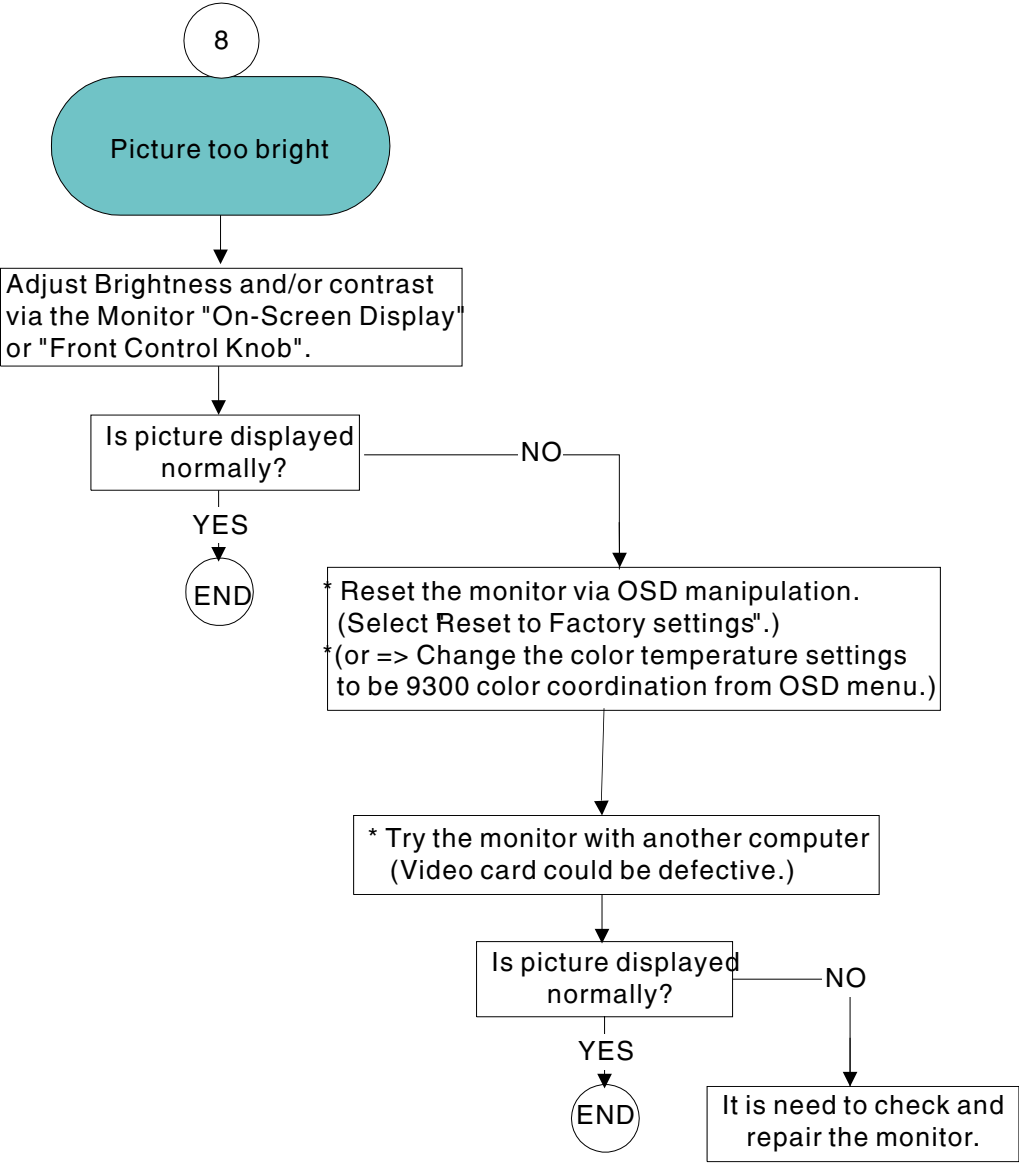 8
Picture too bright
Adjust Brightness and/or contrast
via the Monitor "On-Screen Display"
or "Front Control Knob".
Is picture displayed
normally?
NO
YES
END
* Reset the monitor via OSD manipulation.
(Select "Reset to Factory settings".)
*(or => Change the color temperature settings
to be 9300 color coordination from OSD menu.)
* Try the monitor with another computer
(Video card could be defective.)
Is picture displayed
normally?
NO
YES
END
It is need to check and
repair the monitor.